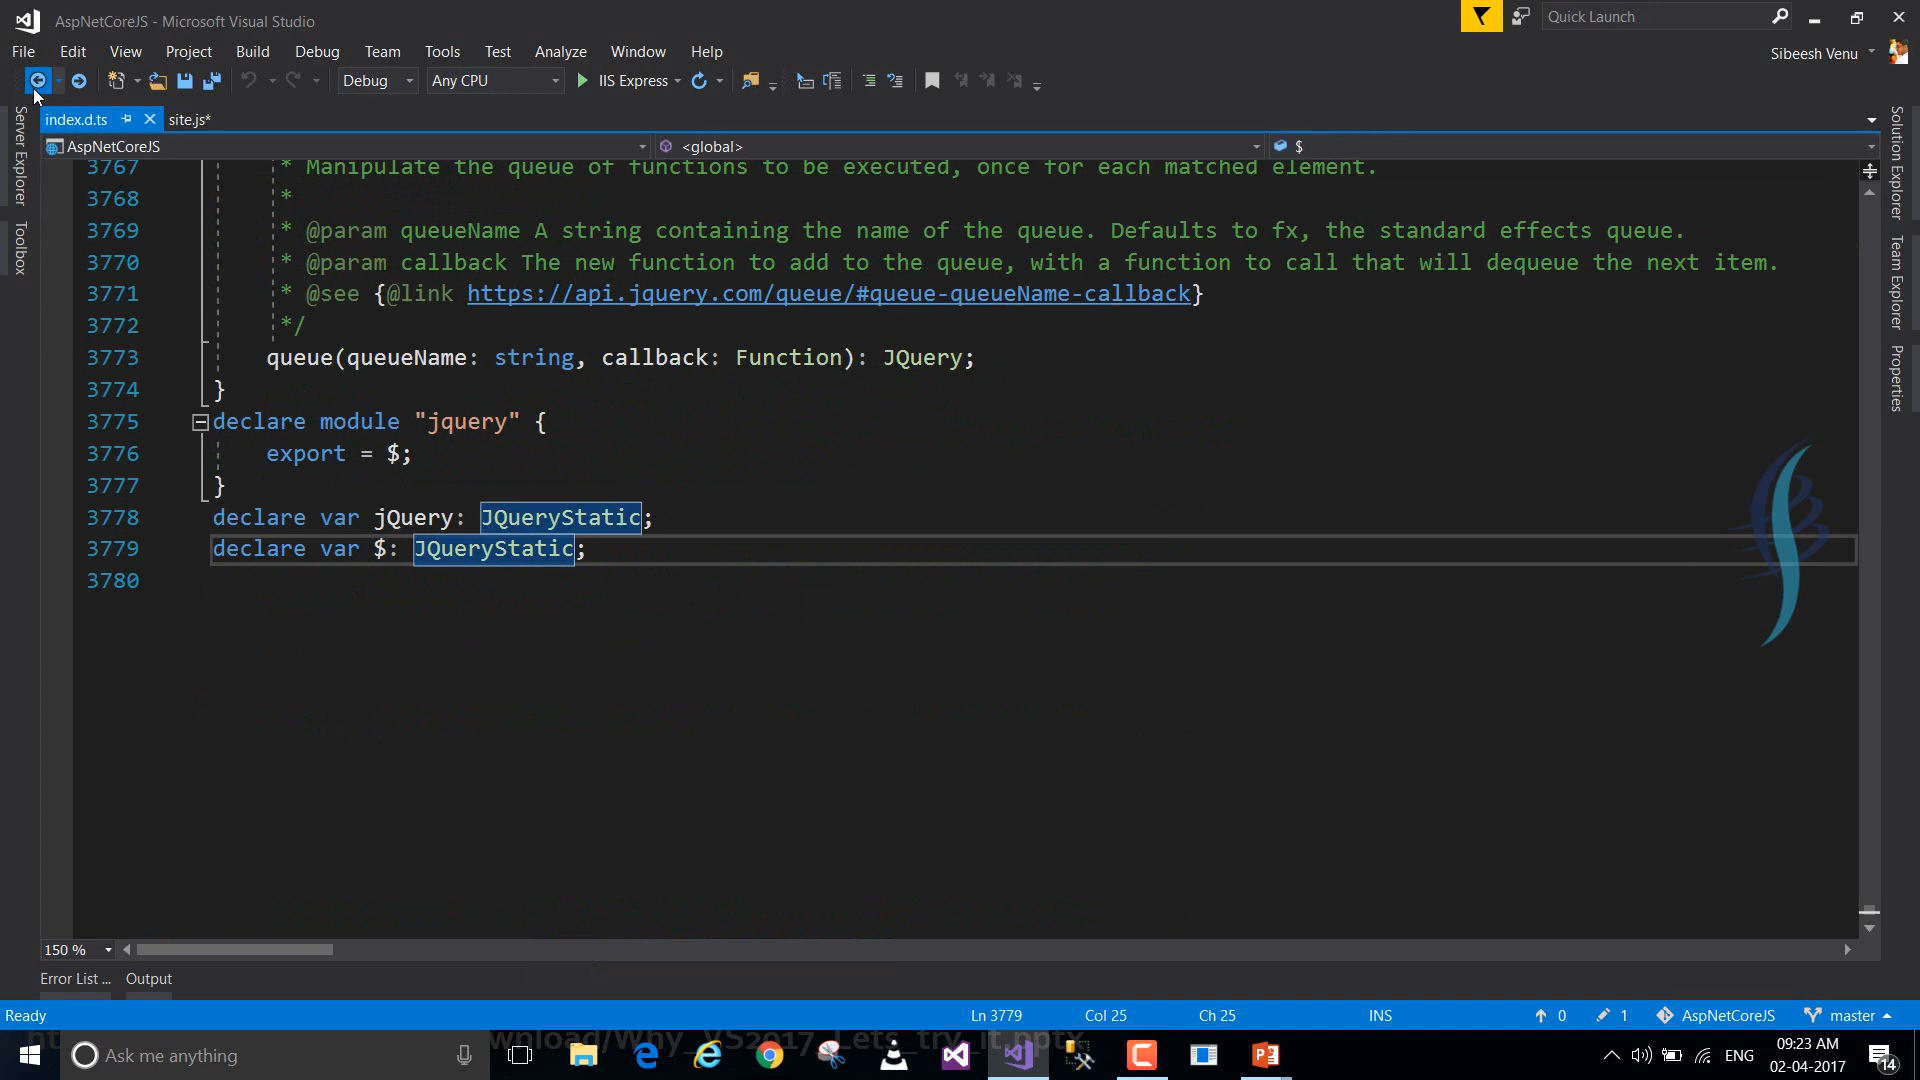 AspNetCoreJS - Microsoft Visual Studio
Quick Launch
File Edit View Project Build Debug Team Tools Test Analyze Window Help
Sibeesh Venu
Debug Any CPU IIS Express
Server Explorer
Toolbox
index.d.ts site.js*
AspNetCoreJS <global> $
3767 * Manipulate the queue of functions to be executed, once for each matched element.
3768 *
3769 * @param queueName A string containing the name of the queue. Defaults to fx, the standard effects queue.
3770 * @param callback The new function to add to the queue, with a function to call that will dequeue the next item.
3771 * @see {@link https://api.jquery.com/queue/#queue-queueName-callback}
3772 */
3773 queue(queueName: string, callback: Function): JQuery;
3774 }
3775 declare module "jquery" {
3776 export = $;
3777 }
3778 declare var jQuery: JQueryStatic;
3779 declare var $: JQueryStatic;
3780
Solution Explorer
Team Explorer
Properties
150 %
Error List ... Output
Ready Ln 3779 Col 25 Ch 25 INS 0 1 AspNetCoreJS master
wnload/Why_VS2017_Lets_try_it.pptx
Ask me anything
ENG
09:23 AM
02-04-2017
14